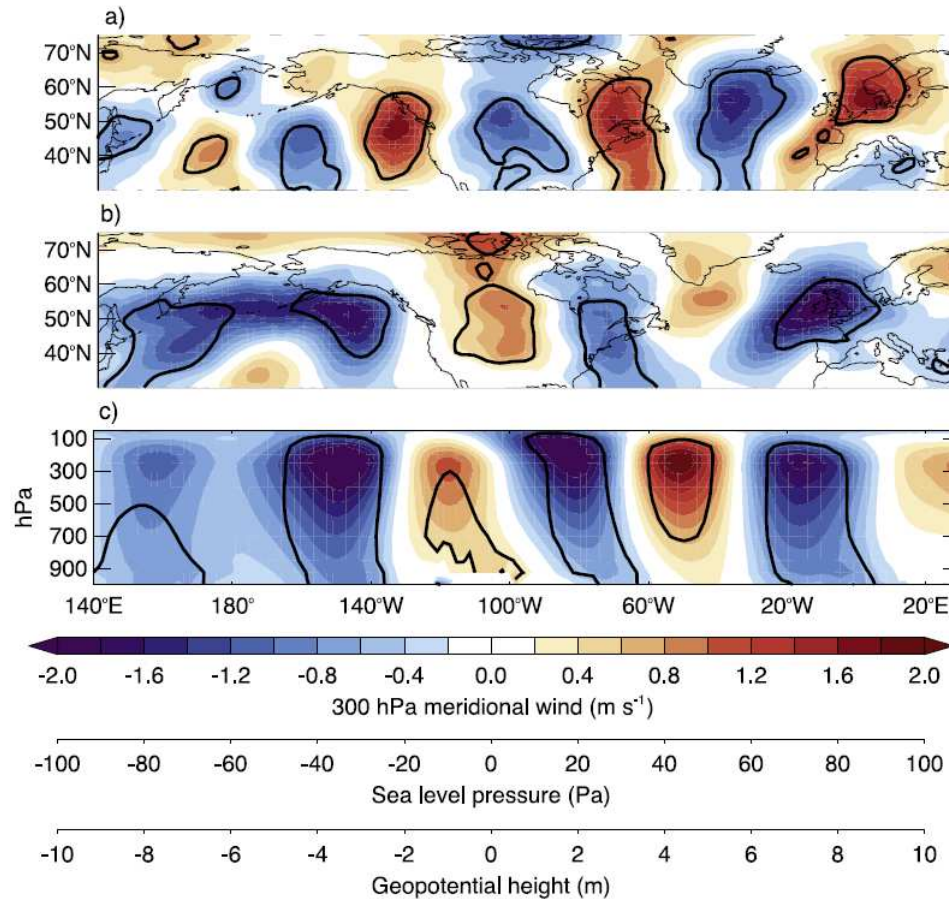 a)
70°N
60°N
50°N
40°N
b)
70°N
60°N
50°N
40°N
c)
100
300
500
700
900
hPa
140°E 180° 140°W 100°W 60°W 20°W 20°E
-2.0 -1.6 -1.2 -0.8 -0.4 0.0 0.4 0.8 1.2 1.6 2.0
300 hPa meridional wind (m s⁻¹)
-100 -80 -60 -40 -20 0 20 40 60 80 100
Sea level pressure (Pa)
-10 -8 -6 -4 -2 0 2 4 6 8 10
Geopotential height (m)